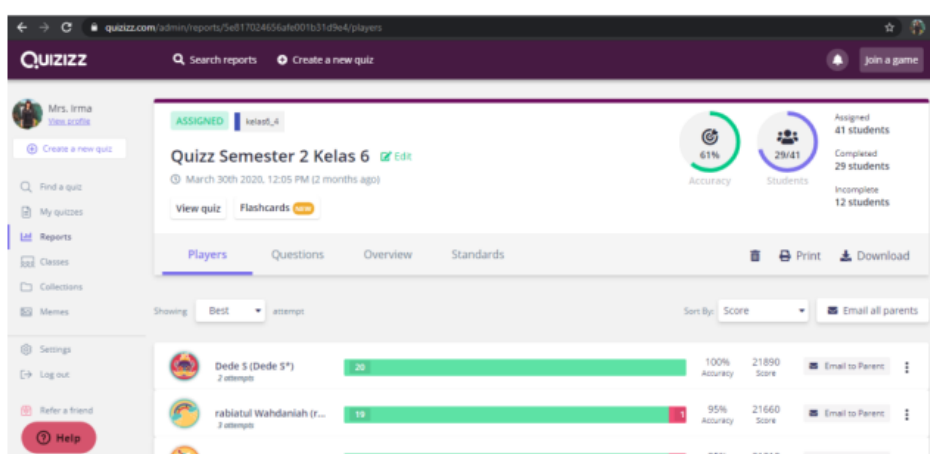 quizizz.com/admin/reports/5e817024656afe001b31d9e4/players
QUIZIZZ
Search reports
Create a new quiz
Join a game
Mrs. Irma
View profile
Create a new quiz
Find a quiz
My quizzes
Reports
Classes
Collections
Memes
Settings
Log out
Refer a friend
Help
ASSIGNED
kelas6_4
Quizz Semester 2 Kelas 6 Edit
March 30th 2020, 12:05 PM (2 months ago)
View quiz
Flashcards NEW
61%
Accuracy
29/41
Students
Assigned
41 students
Completed
29 students
Incomplete
12 students
Players
Questions
Overview
Standards
Print
Download
Showing Best attempt
Sort By: Score
Email all parents
Dede S (Dede S*)
2 attempts
20
100%
Accuracy
21890
Score
Email to Parent
rabiatul Wahdaniah (r...
3 attempts
19
1
95%
Accuracy
21660
Score
Email to Parent